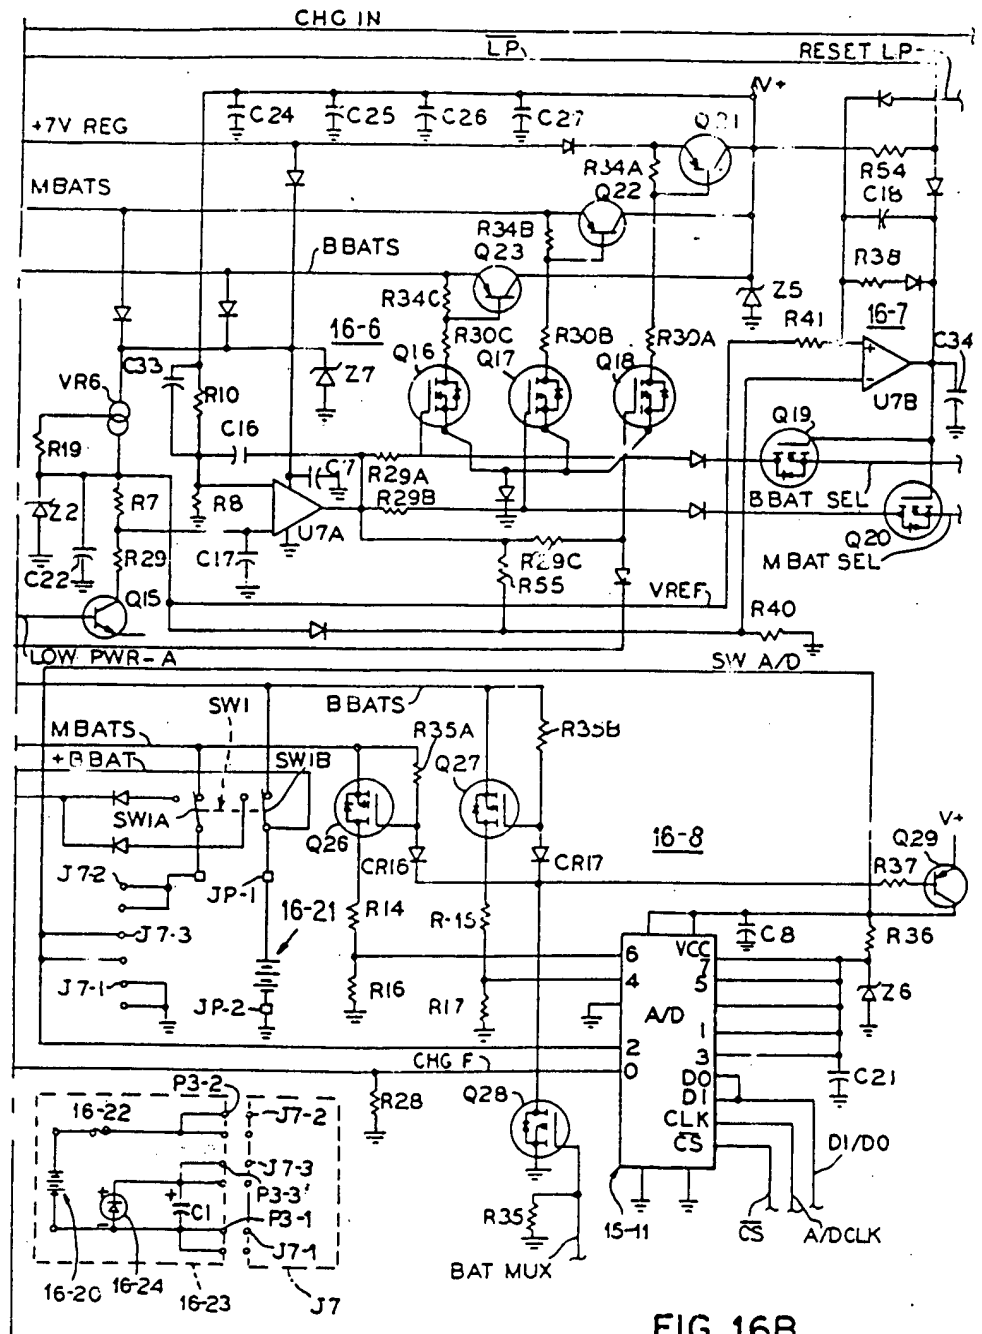 CHG IN
LP
RESET LP
V+
C24
C25
C26
C27
Q21
+7V REG
R34A
R54
Q22
C18
MBATS
R34B
BBATS
Q23
R38
R34C
Z5
16-7
16-6
R41
R30C
R30B
R30A
C34
C33
Q16
Q17
Q18
VR6
Z7
R10
U7B
Q19
C16
R19
R29A
BBAT SEL
Z2
R7
R8
R29B
U7A
Q20
C22
R29
C17
R29C
MBAT SEL
R55
Q15
VREF
R40
LOW PWR-A
SW A/D
SW1
BBATS
MBATS
R35A
R35B
+BBAT
SW1B
Q27
SW1A
Q26
16-8
V+
Q29
CR16
CR17
R37
J7-2
JP-1
16-21
R14
R-15
C8
R36
J7-3
VCC
6
7
4
5
J7-1
R16
R17
A/D
Z6
JP-2
1
2
3
CHG F
0
C21
P3-2
D0
R28
Q28
D1
16-22
J7-2
CLK
CS
DI/DO
J7-3
P3-3
C1
P3-1
R35
15-11
CS
A/DCLK
J7-1
BAT MUX
16-20
16-24
16-23
J7
FIG 16B